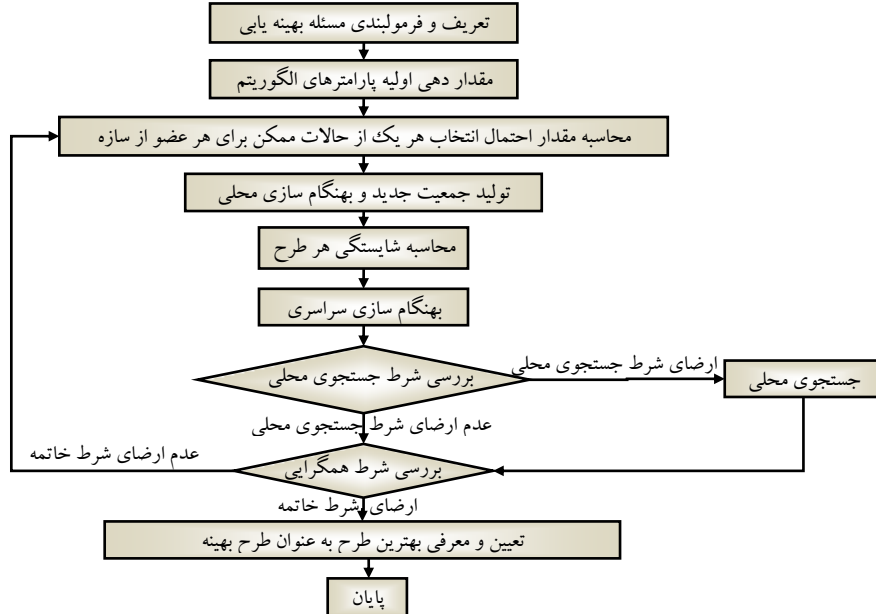 تعریف و فرمولبندی مسئله بهینه یابی
مقدار دهی اولیه پارامترهای الگوریتم
محاسبه مقدار احتمال انتخاب هر یک از حالات ممکن برای هر عضو از سازه
تولید جمعیت جدید و بهنگام سازی محلی
محاسبه شایستگی هر طرح
بهنگام سازی سراسری
ارضای شرط جستجوی محلی
بررسی شرط جستجوی محلی
جستجوی محلی
عدم ارضای شرط جستجوی محلی
عدم ارضای شرط خاتمه
بررسی شرط همگرایی
ارضای شرط خاتمه
تعیین و معرفی بهترین طرح به عنوان طرح بهینه
پایان